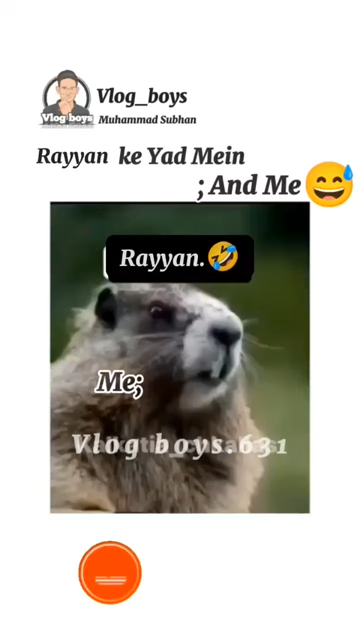 Vlog_boys
Vlog boys
Muhammad Subhan
Rayyan ke Yad Mein
; And Me
Rayyan.
Me;
Vlog boys.631